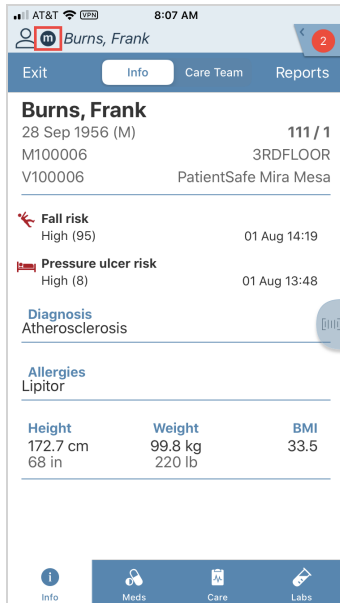 AT&T VPN 8:07 AM
m Burns, Frank 2
Exit Info Care Team Reports
Burns, Frank
28 Sep 1956 (M) 111 / 1
M100006 3RDFLOOR
V100006 PatientSafe Mira Mesa
Fall risk
High (95) 01 Aug 14:19
Pressure ulcer risk
High (8) 01 Aug 13:48
Diagnosis
Atherosclerosis
Allergies
Lipitor
Height Weight BMI
172.7 cm 99.8 kg 33.5
68 in 220 lb
i
Info Meds Care Labs